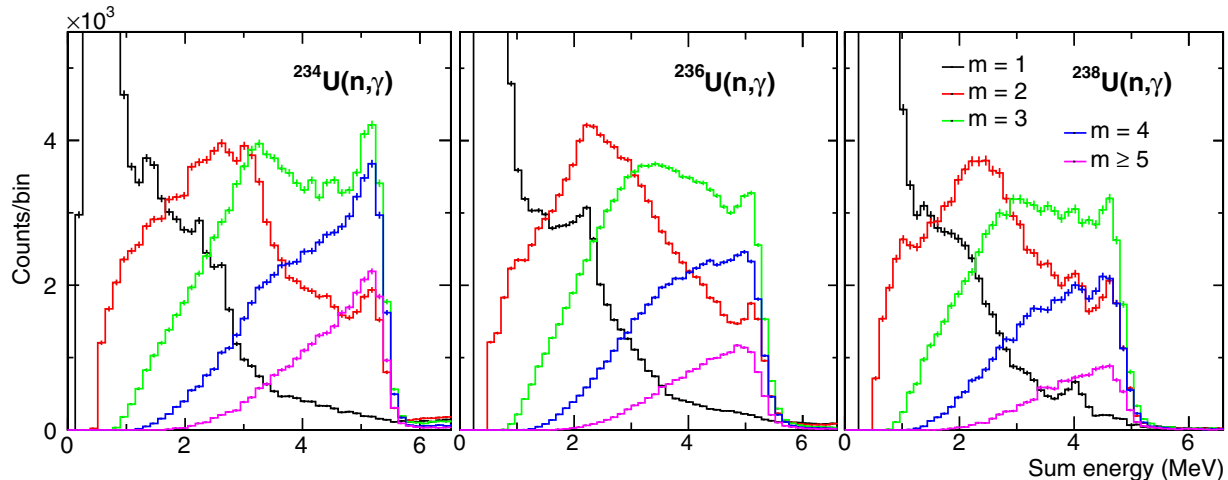 ×10³
²³⁴U(n,γ)
²³⁶U(n,γ)
²³⁸U(n,γ)
m = 1
m = 2
m = 3
m = 4
m ≥ 5
Counts/bin
4
2
0
0 2 4 6
0 2 4 6
0 2 4 6
Sum energy (MeV)